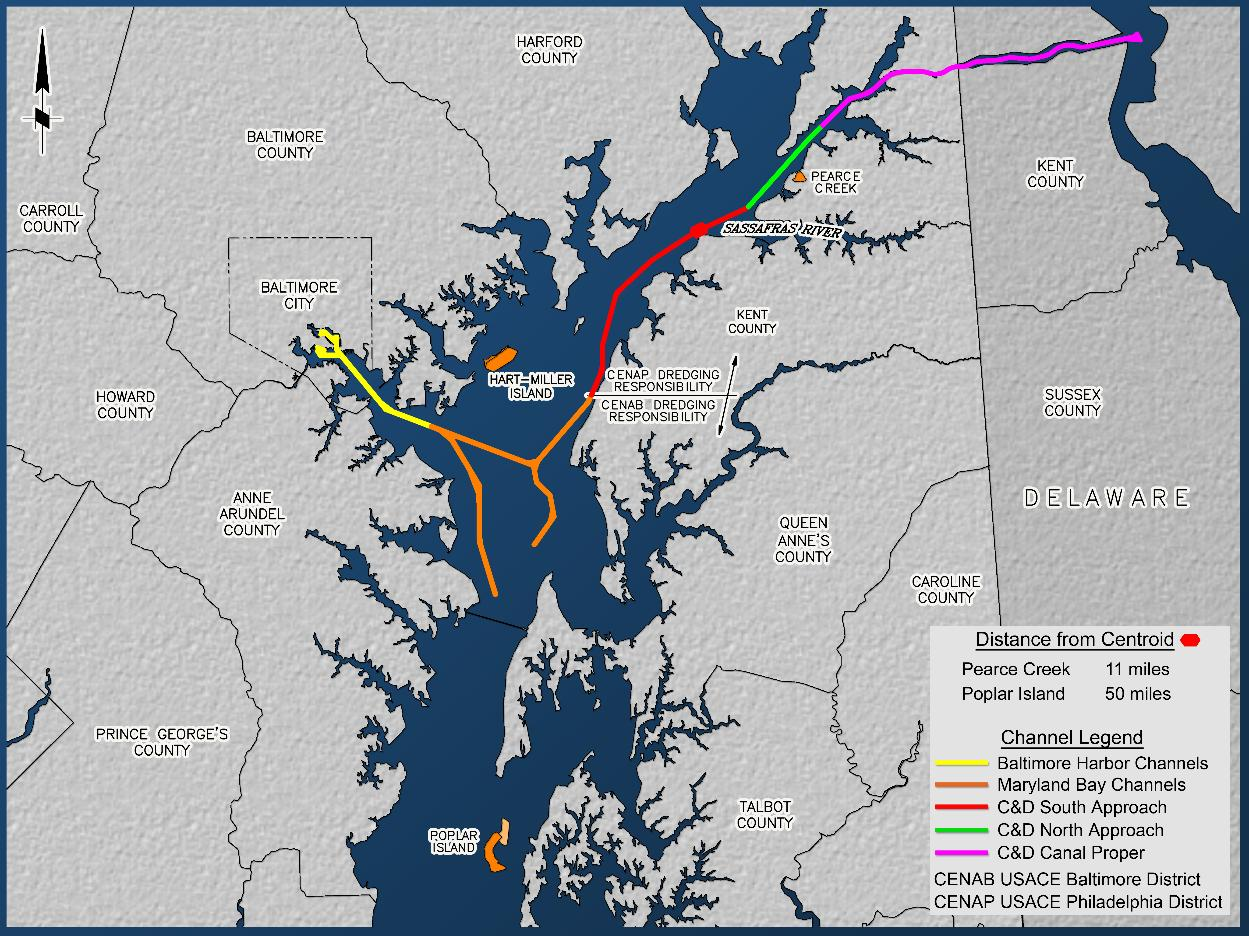 HARFORD
COUNTY
BALTIMORE
COUNTY
CARROLL
COUNTY
KENT
COUNTY
PEARCE
CREEK
SASSAFRAS RIVER
BALTIMORE
CITY
KENT
COUNTY
HART-MILLER
ISLAND
CENAP DREDGING
RESPONSIBILITY
CENAB DREDGING
RESPONSIBILITY
HOWARD
COUNTY
SUSSEX
COUNTY
DELAWARE
ANNE
ARUNDEL
COUNTY
QUEEN
ANNE'S
COUNTY
CAROLINE
COUNTY
PRINCE GEORGE'S
COUNTY
TALBOT
COUNTY
POPLAR
ISLAND
Distance from Centroid
Pearce Creek 11 miles
Poplar Island 50 miles
Channel Legend
Baltimore Harbor Channels
Maryland Bay Channels
C&D South Approach
C&D North Approach
C&D Canal Proper
CENAB USACE Baltimore District
CENAP USACE Philadelphia District